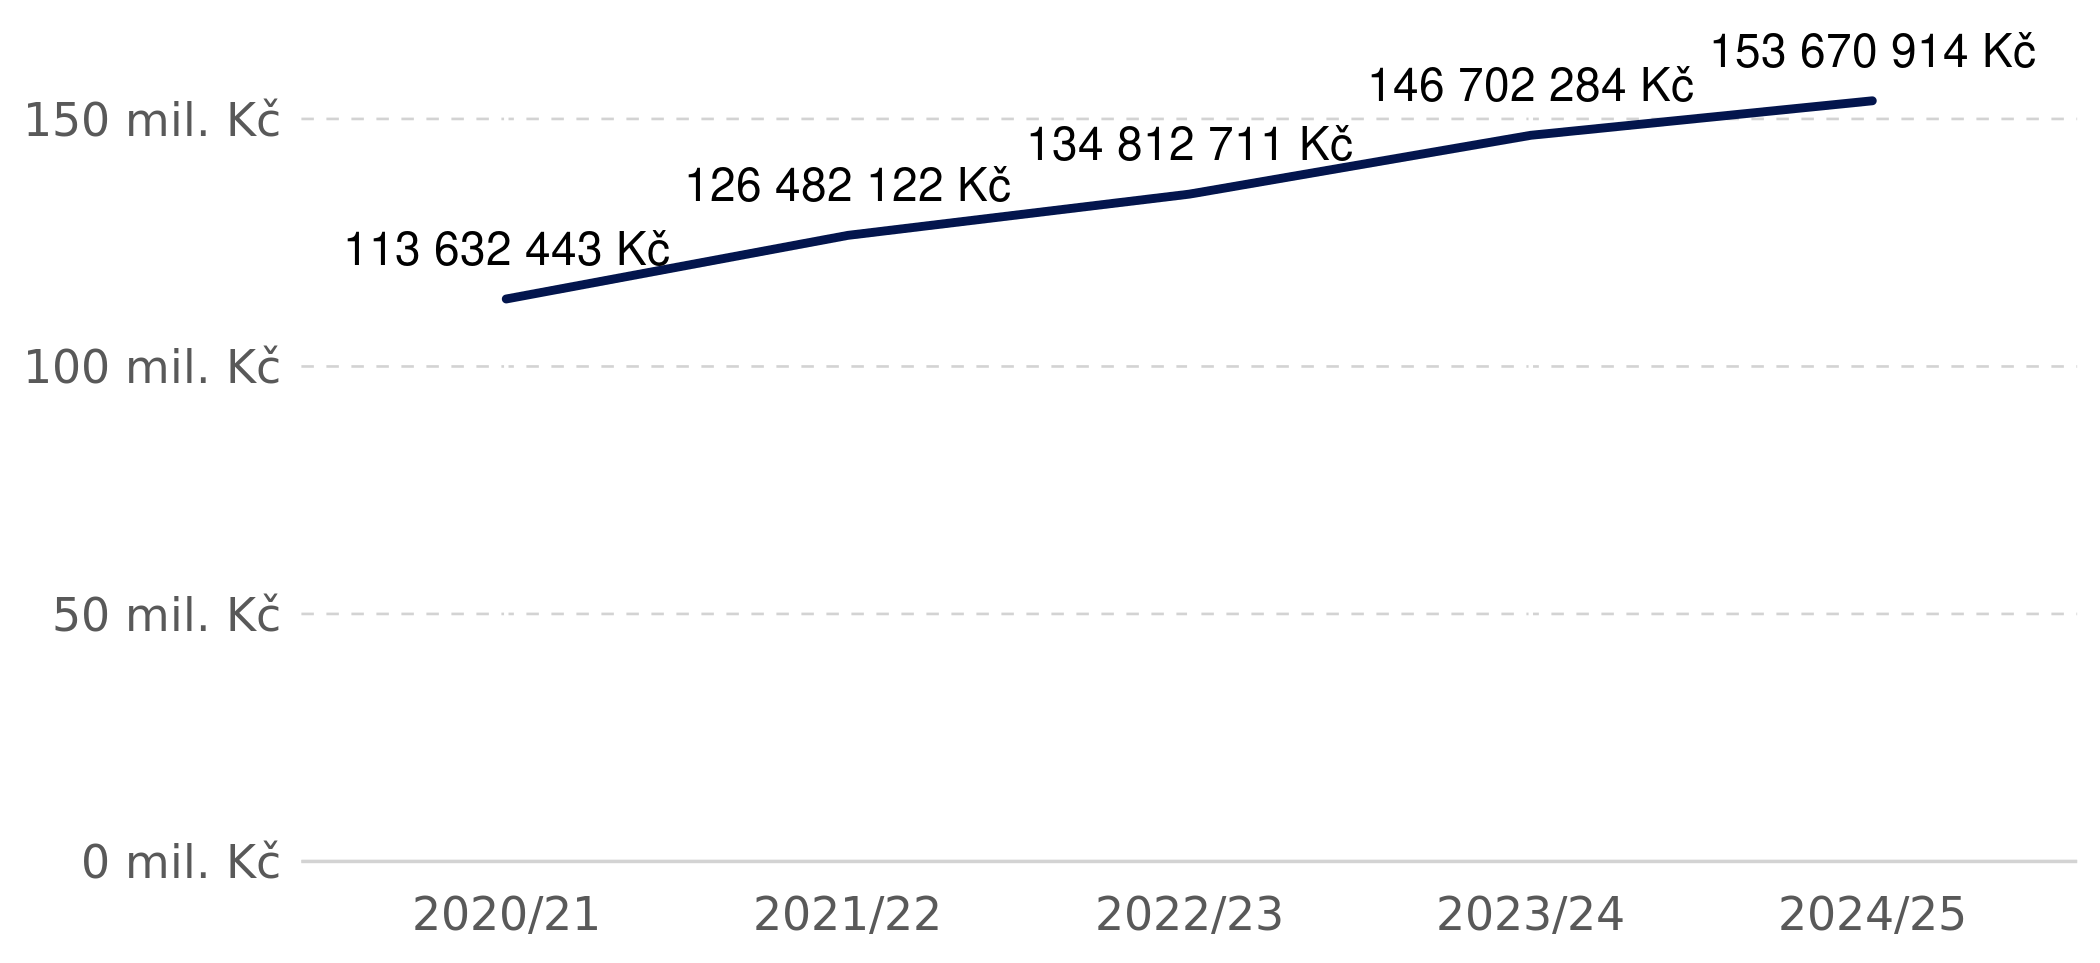 153 670 914 Kč
146 702 284 Kč
150 mil. Kč
134 812 711 Kč
126 482 122 Kč
113 632 443 Kč
100 mil. Kč
50 mil. Kč
0 mil. Kč
2020/21 2021/22 2022/23 2023/24 2024/25